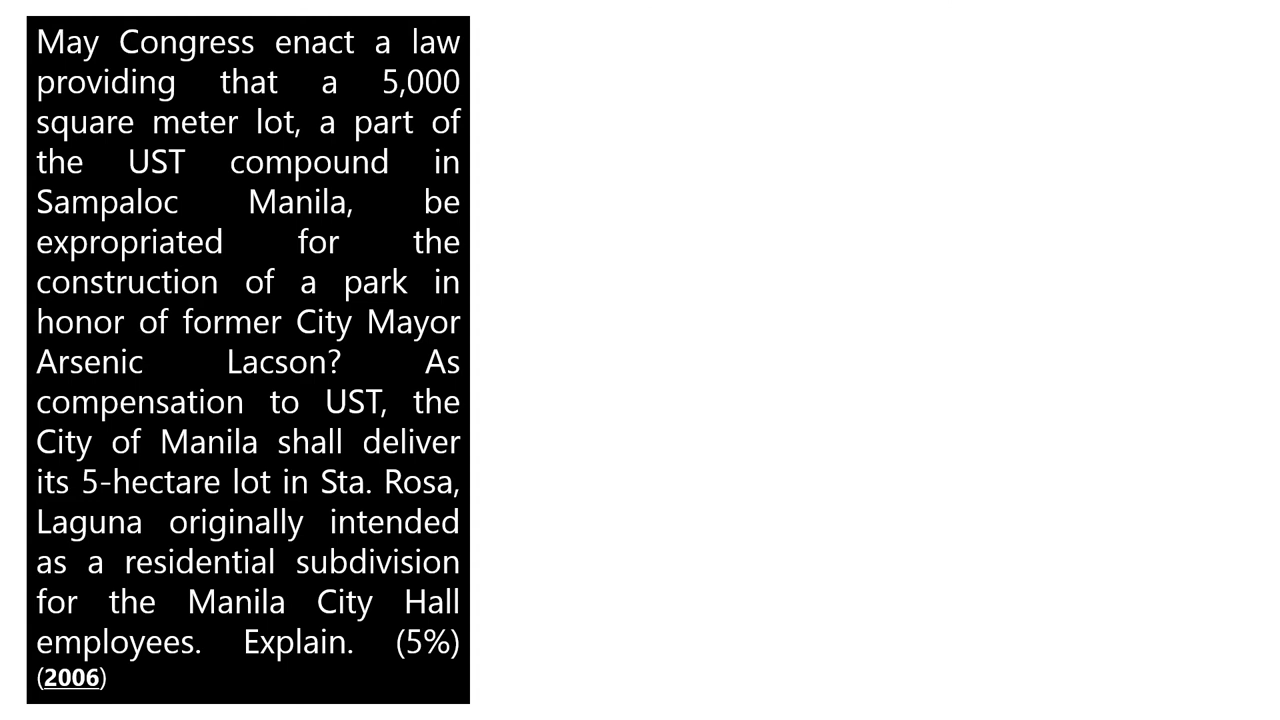 May Congress enact a law
providing that a 5,000
square meter lot, a part of
the UST compound in
Sampaloc Manila, be
expropriated for the
construction of a park in
honor of former City Mayor
Arsenic Lacson? As
compensation to UST, the
City of Manila shall deliver
its 5-hectare lot in Sta. Rosa,
Laguna originally intended
as a residential subdivision
for the Manila City Hall
employees. Explain. (5%)
(2006)